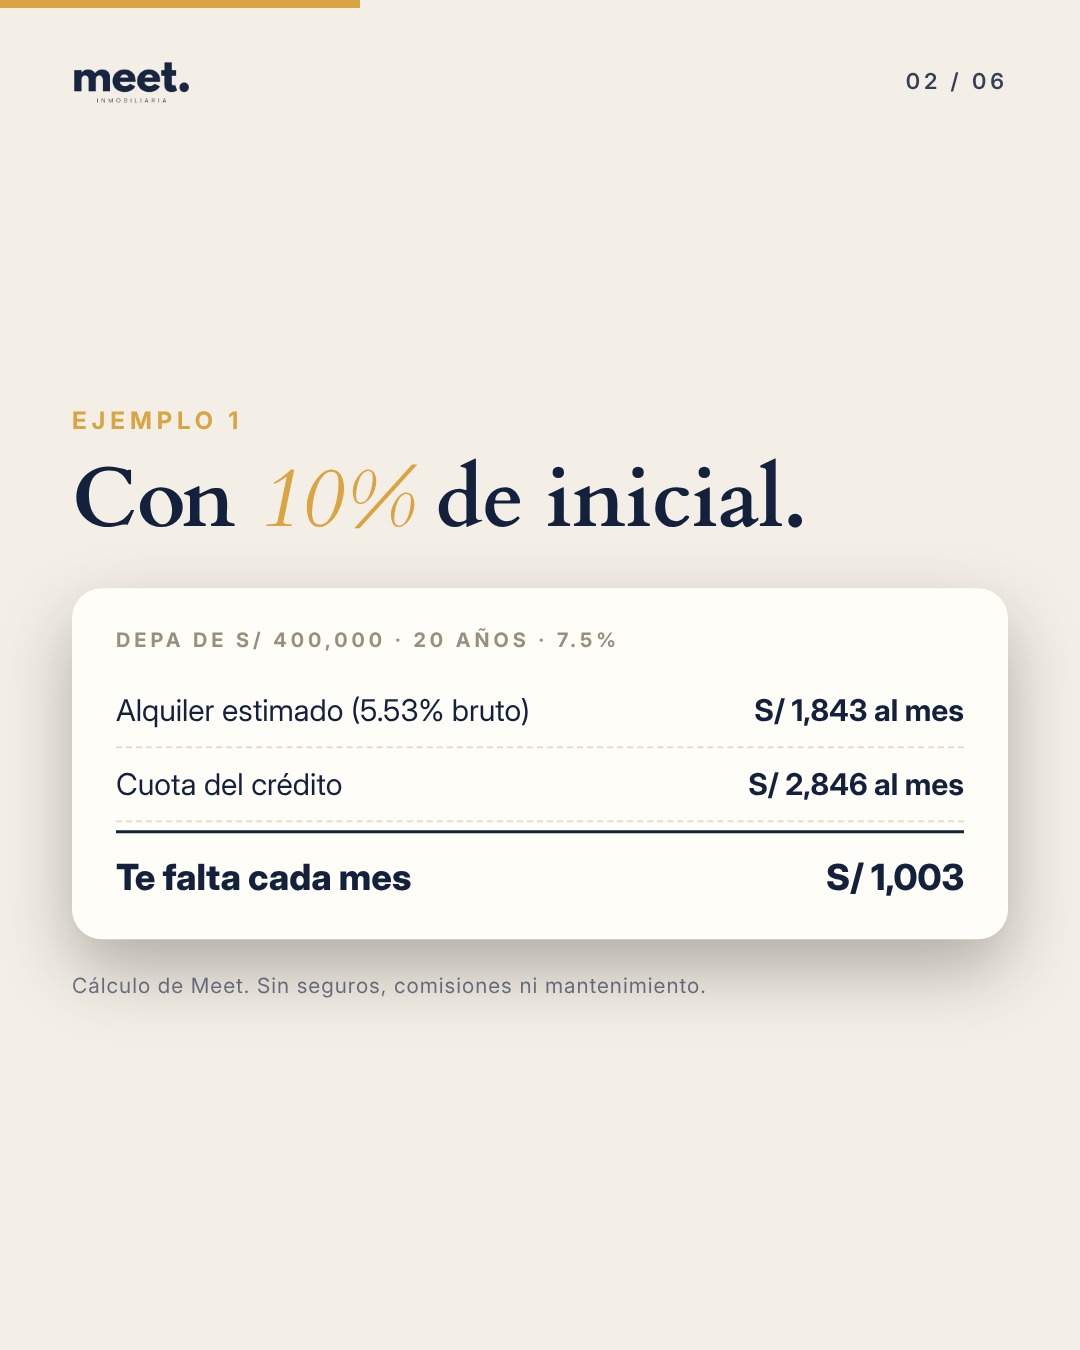 meet.
INMOBILIARIA
02 / 06
EJEMPLO 1
Con 10% de inicial.
DEPA DE S/ 400,000 · 20 AÑOS · 7.5%
Alquiler estimado (5.53% bruto) S/ 1,843 al mes
Cuota del crédito S/ 2,846 al mes
Te falta cada mes S/ 1,003
Cálculo de Meet. Sin seguros, comisiones ni mantenimiento.